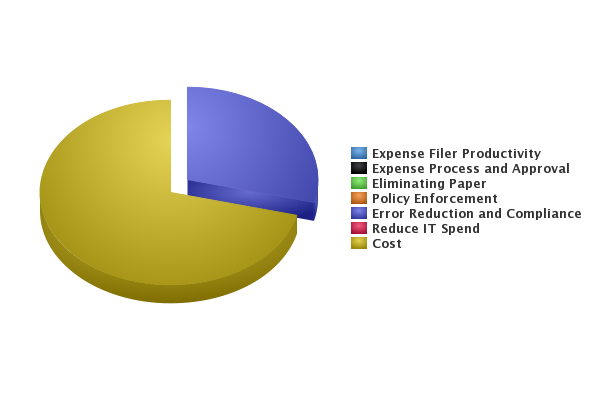 Expense Filer Productivity
Expense Process and Approval
Eliminating Paper
Policy Enforcement
Error Reduction and Compliance
Reduce IT Spend
Cost